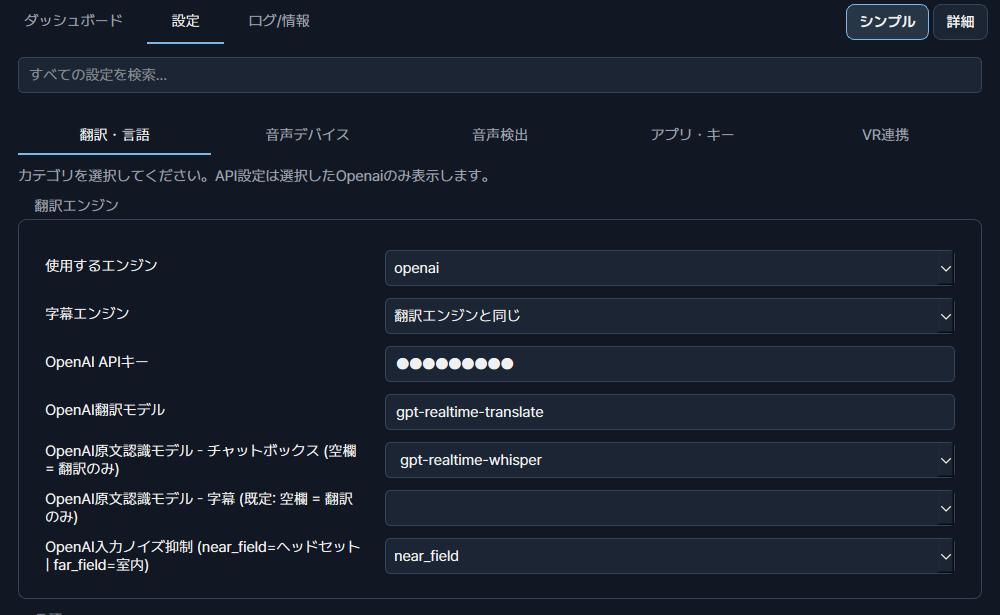 ダッシュボード
設定
ログ/情報
シンプル
詳細
すべての設定を検索...
翻訳・言語
音声デバイス
音声検出
アプリ・キー
VR連携
カテゴリを選択してください。API設定は選択したOpenaiのみ表示します。
翻訳エンジン
使用するエンジン
openai
字幕エンジン
翻訳エンジンと同じ
OpenAI APIキー
●●●●●●●●●
OpenAI翻訳モデル
gpt-realtime-translate
OpenAI原文認識モデル - チャットボックス (空欄
= 翻訳のみ)
gpt-realtime-whisper
OpenAI原文認識モデル - 字幕 (既定: 空欄 = 翻訳
のみ)
OpenAI入力ノイズ抑制 (near_field=ヘッドセット
| far_field=室内)
near_field